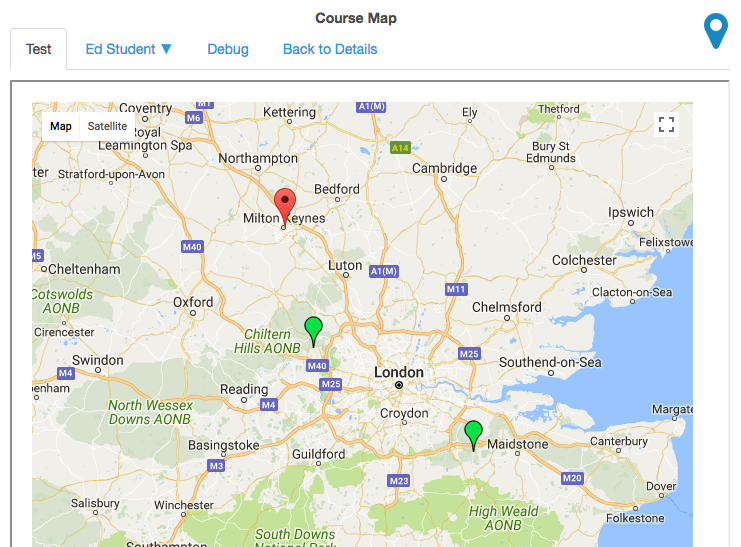 Course Map
Test
Ed Student ▼
Debug
Back to Details
Map
Satellite
Coventry
M1
M6
Kettering
A1(M)
Ely
Thetford
Royal
Leamington Spa
A14
Bury St
Edmunds
Northampton
Cambridge
Stratford-upon-Avon
ter
Bedford
Milton Keynes
Ipswich
Felixstowe
M40
M5
Cheltenham
Luton
A1(M)
Colchester
M11
Clacton-on-Sea
Cotswolds
AONB
Oxford
Chelmsford
Cirencester
Chiltern
Hills AONB
M40
M25
Swindon
M4
London
Southend-on-Sea
enham
Reading
M25
M4
North Wessex
Downs AONB
Croydon
Margate
Basingstoke
M3
Guildford
Maidstone
Canterbury
M23
M20
Dover
Salisbury
Winchester
High Weald
AONB
Folkestone
South Downs
National Park
Southampton